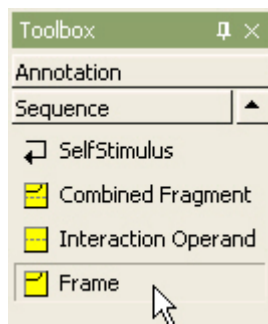 Toolbox
Annotation
Sequence
SelfStimulus
Combined Fragment
Interaction Operand
Frame